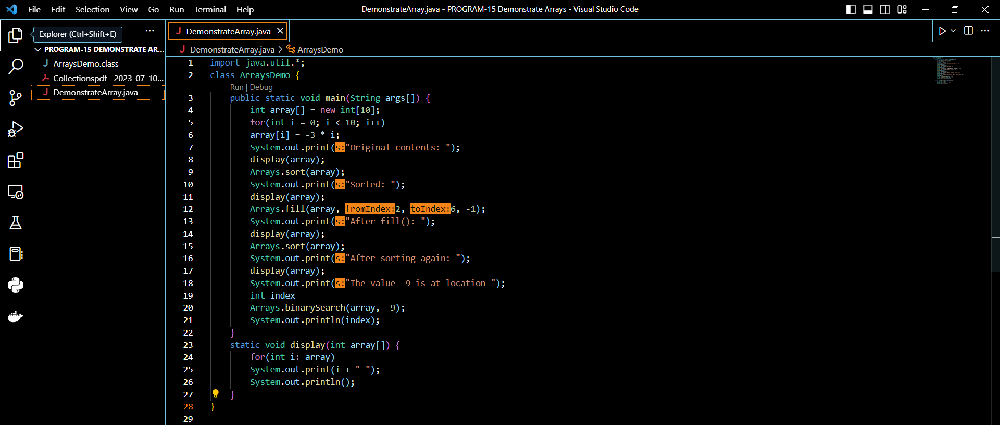 File Edit Selection View Go Run Terminal Help
DemonstrateArray.java - PROGRAM-15 Demonstrate Arrays - Visual Studio Code
Explorer (Ctrl+Shift+E)
PROGRAM-15 DEMONSTRATE AR...
ArraysDemo.class
Collectionspdf__2023_07_10...
DemonstrateArray.java
DemonstrateArray.java
DemonstrateArray.java > ArraysDemo
1 import java.util.*;
2 class ArraysDemo {
Run | Debug
3 public static void main(String args[]) {
4 int array[] = new int[10];
5 for(int i = 0; i < 10; i++)
6 array[i] = -3 * i;
7 System.out.print(s:"Original contents: ");
8 display(array);
9 Arrays.sort(array);
10 System.out.print(s:"Sorted: ");
11 display(array);
12 Arrays.fill(array, fromIndex:2, toIndex:6, -1);
13 System.out.print(s:"After fill(): ");
14 display(array);
15 Arrays.sort(array);
16 System.out.print(s:"After sorting again: ");
17 display(array);
18 System.out.print(s:"The value -9 is at location ");
19 int index =
20 Arrays.binarySearch(array, -9);
21 System.out.println(index);
22 }
23 static void display(int array[]) {
24 for(int i: array)
25 System.out.print(i + " ");
26 System.out.println();
27 }
28 }
29